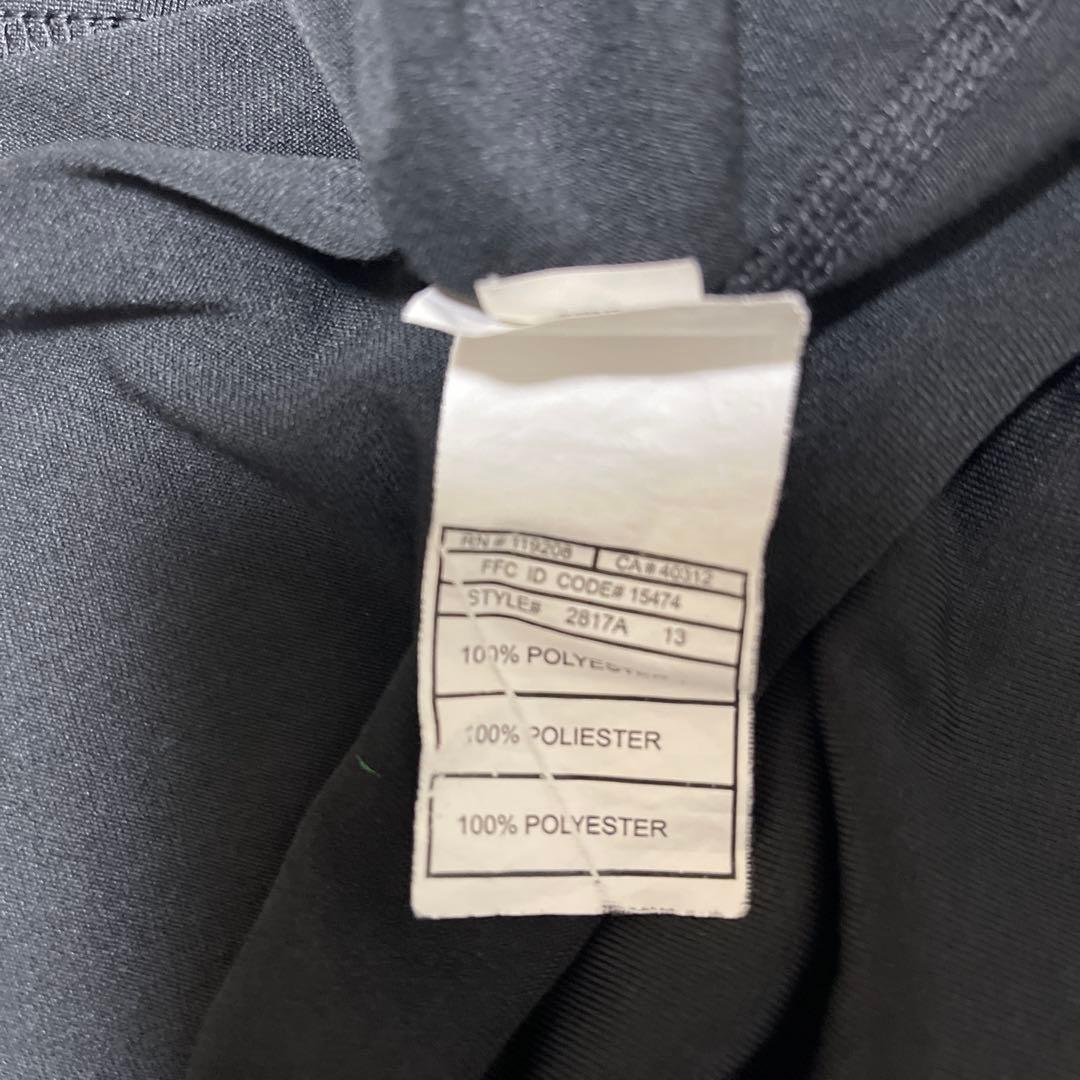 RN # 119208 CA # 40312
FFC ID CODE# 15474
STYLE# 2817A 13
100% POLYESTER
100% POLIESTER
100% POLYESTER